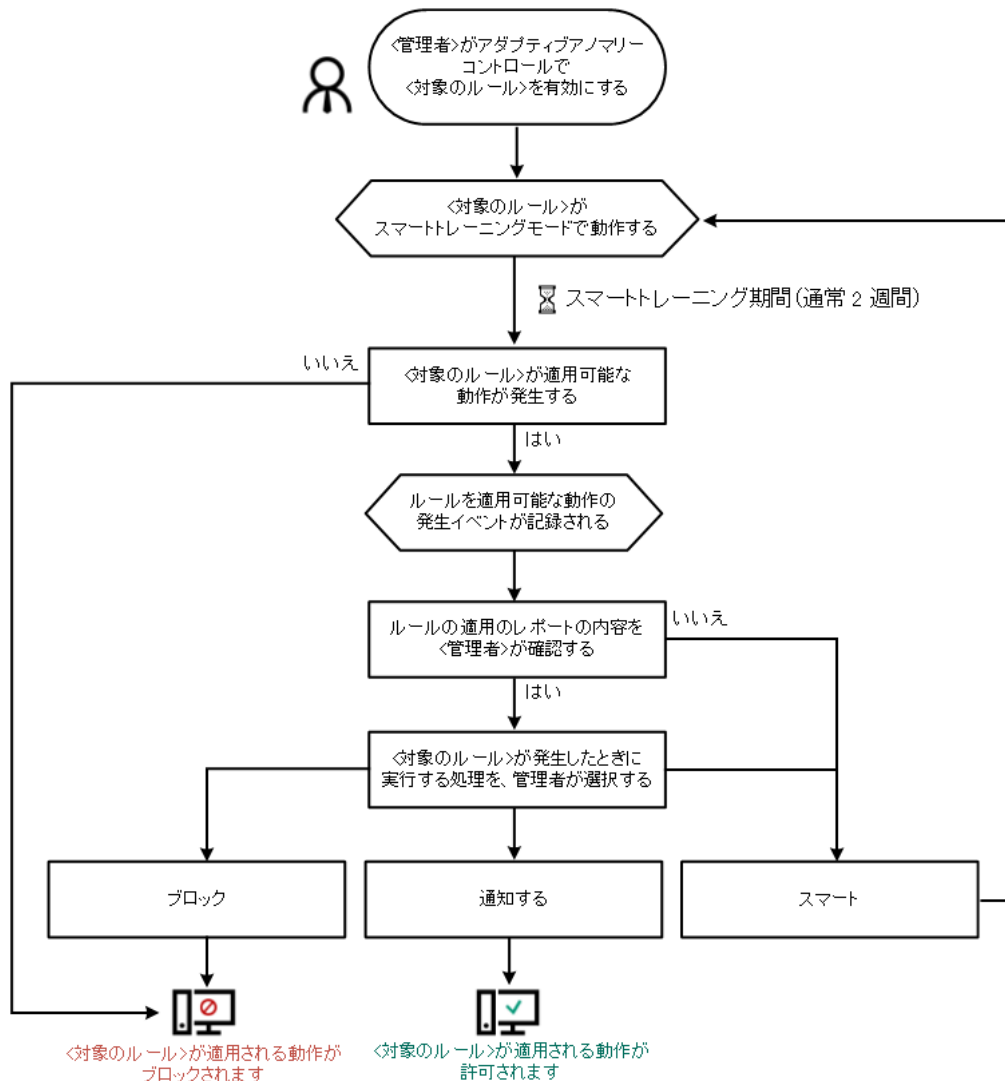 <管理者>がアダプティブアノマリー
コントロールで
<対象のルール>を有効にする
<対象のルール>が
スマートトレーニングモードで動作する
スマートトレーニング期間(通常 2 週間)
いいえ
<対象のルール>が適用可能な
動作が発生する
はい
ルールを適用可能な動作の
発生イベントが記録される
ルールの適用のレポートの内容を
<管理者>が確認する
いいえ
はい
<対象のルール>が発生したときに
実行する処理を、管理者が選択する
ブロック
通知する
スマート
<対象のルール>が適用される動作が
ブロックされます
<対象のルール>が適用される動作が
許可されます